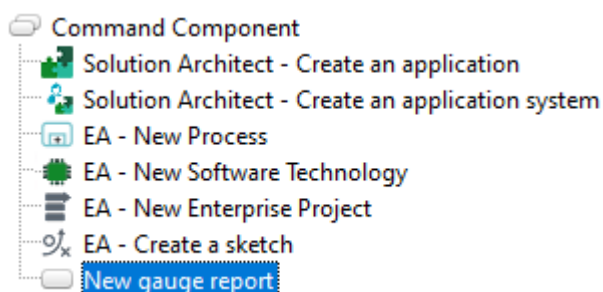 Command Component
Solution Architect - Create an application
Solution Architect - Create an application system
EA - New Process
EA - New Software Technology
EA - New Enterprise Project
EA - Create a sketch
New gauge report